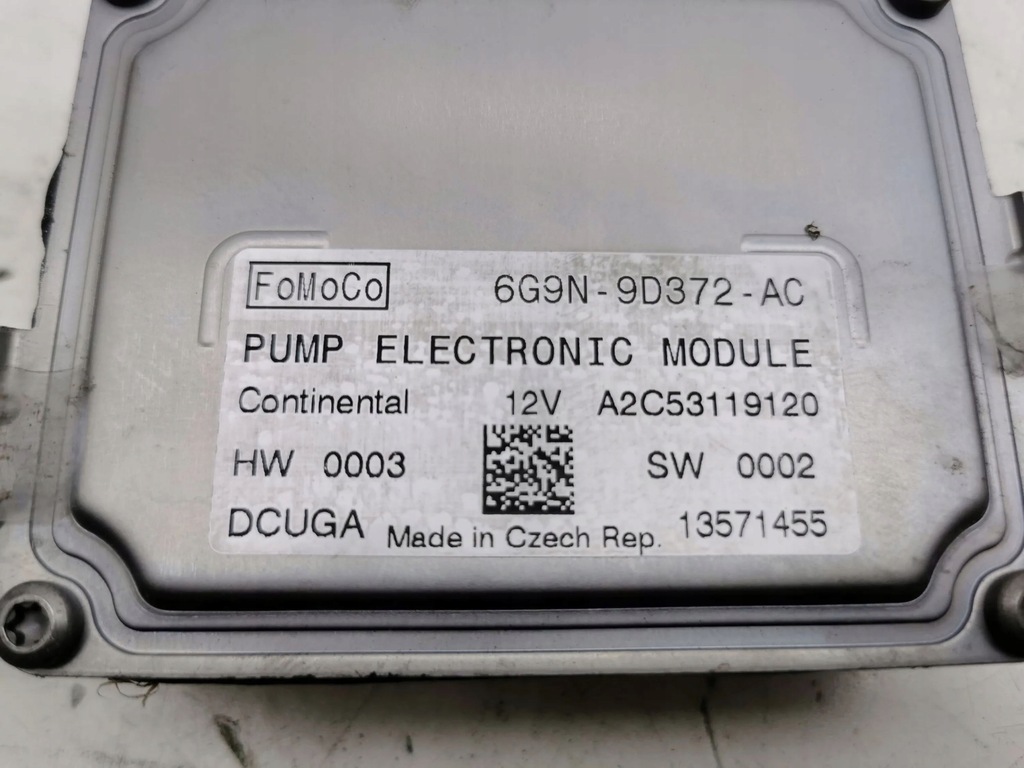 FoMoCo 6G9N-9D372-AC
PUMP ELECTRONIC MODULE
Continental 12V A2C53119120
HW 0003 SW 0002
DCUGA Made in Czech Rep. 13571455